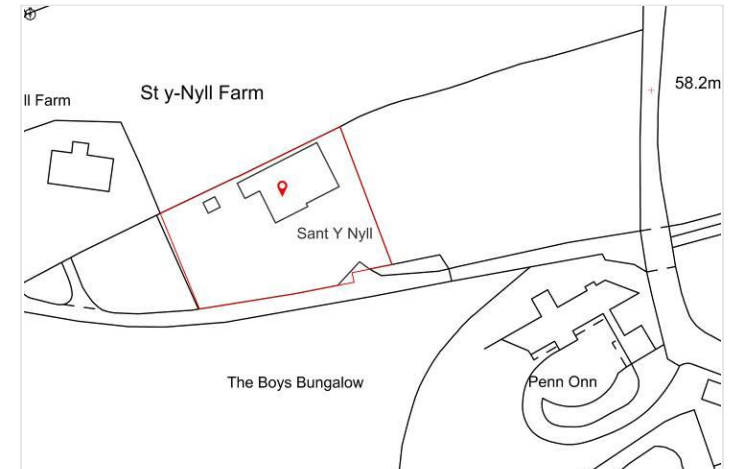 St y-Nyll Farm
58.2m
ll Farm
Sant Y Nyll
The Boys Bungalow
Penn Onn